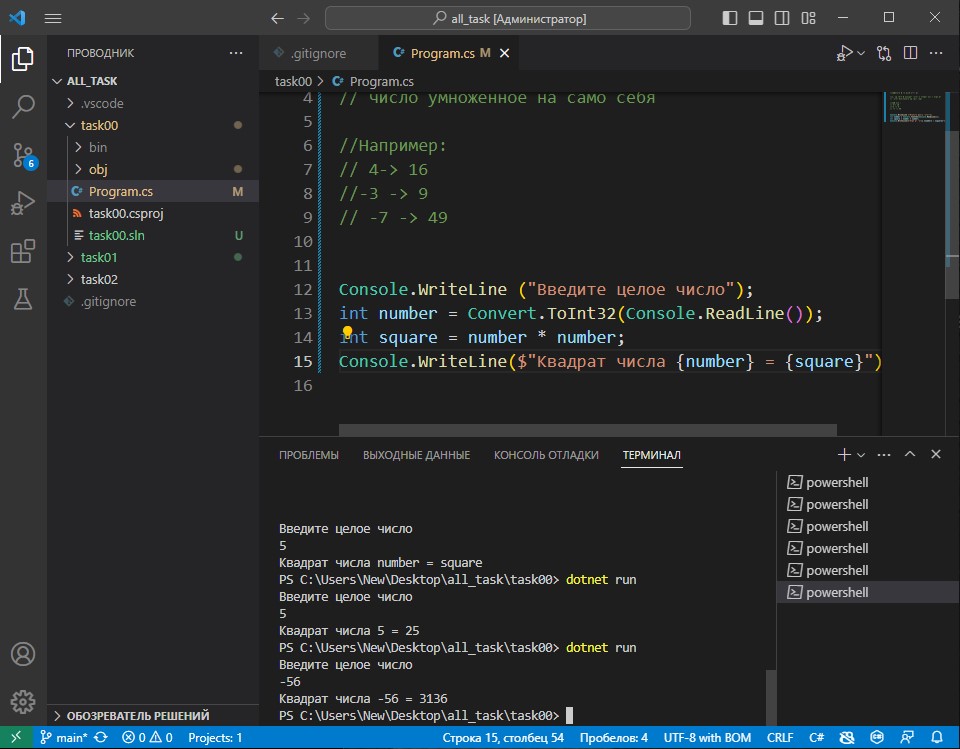 all_task [Администратор]
ПРОВОДНИК
ALL_TASK
.vscode
task00
bin
obj
Program.cs M
task00.csproj
task00.sln U
task01
task02
.gitignore
ОБОЗРЕВАТЕЛЬ РЕШЕНИЙ
6
.gitignore
C# Program.cs M
task00 > C# Program.cs
4 // число умноженное на само себя
5
6 //Например:
7 // 4-> 16
8 //-3 -> 9
9 // -7 -> 49
10
11
12 Console.WriteLine ("Введите целое число");
13 int number = Convert.ToInt32(Console.ReadLine());
14 int square = number * number;
15 Console.WriteLine($"Квадрат числа {number} = {square}")
16
ПРОБЛЕМЫ ВЫХОДНЫЕ ДАННЫЕ КОНСОЛЬ ОТЛАДКИ ТЕРМИНАЛ
Введите целое число
5
Квадрат числа number = square
PS C:\Users\New\Desktop\all_task\task00> dotnet run
Введите целое число
5
Квадрат числа 5 = 25
PS C:\Users\New\Desktop\all_task\task00> dotnet run
Введите целое число
-56
Квадрат числа -56 = 3136
PS C:\Users\New\Desktop\all_task\task00>
powershell
powershell
powershell
powershell
powershell
powershell
main* 0 0 Projects: 1 Строка 15, столбец 54 Пробелов: 4 UTF-8 with BOM CRLF C#